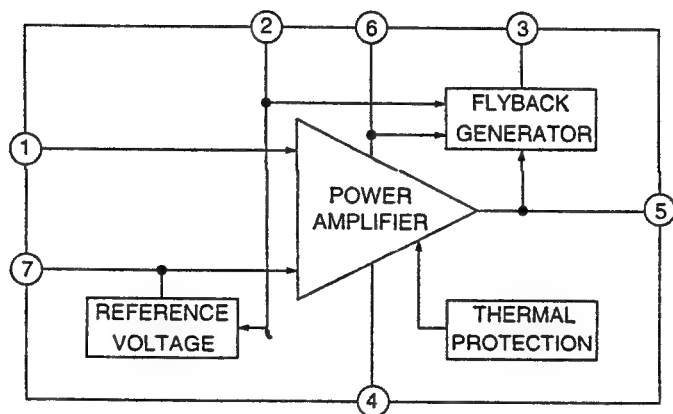 2
6
3
FLYBACK
GENERATOR
1
POWER
AMPLIFIER
5
7
REFERENCE
VOLTAGE
THERMAL
PROTECTION
4